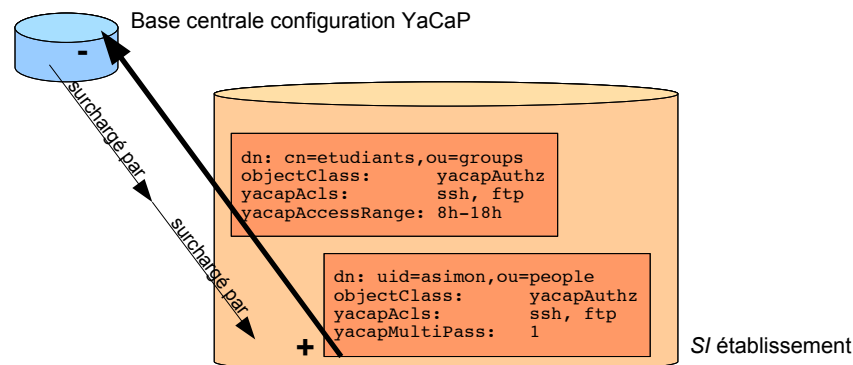 Base centrale configuration YaCaP
-
surchargé par
surchargé par
dn: cn=etudiants,ou=groups
objectClass: yacapAuthz
yacapAcls: ssh, ftp
yacapAccessRange: 8h-18h
dn: uid=asimon,ou=people
objectClass: yacapAuthz
yacapAcls: ssh, ftp
yacapMultiPass: 1
+
SI établissement